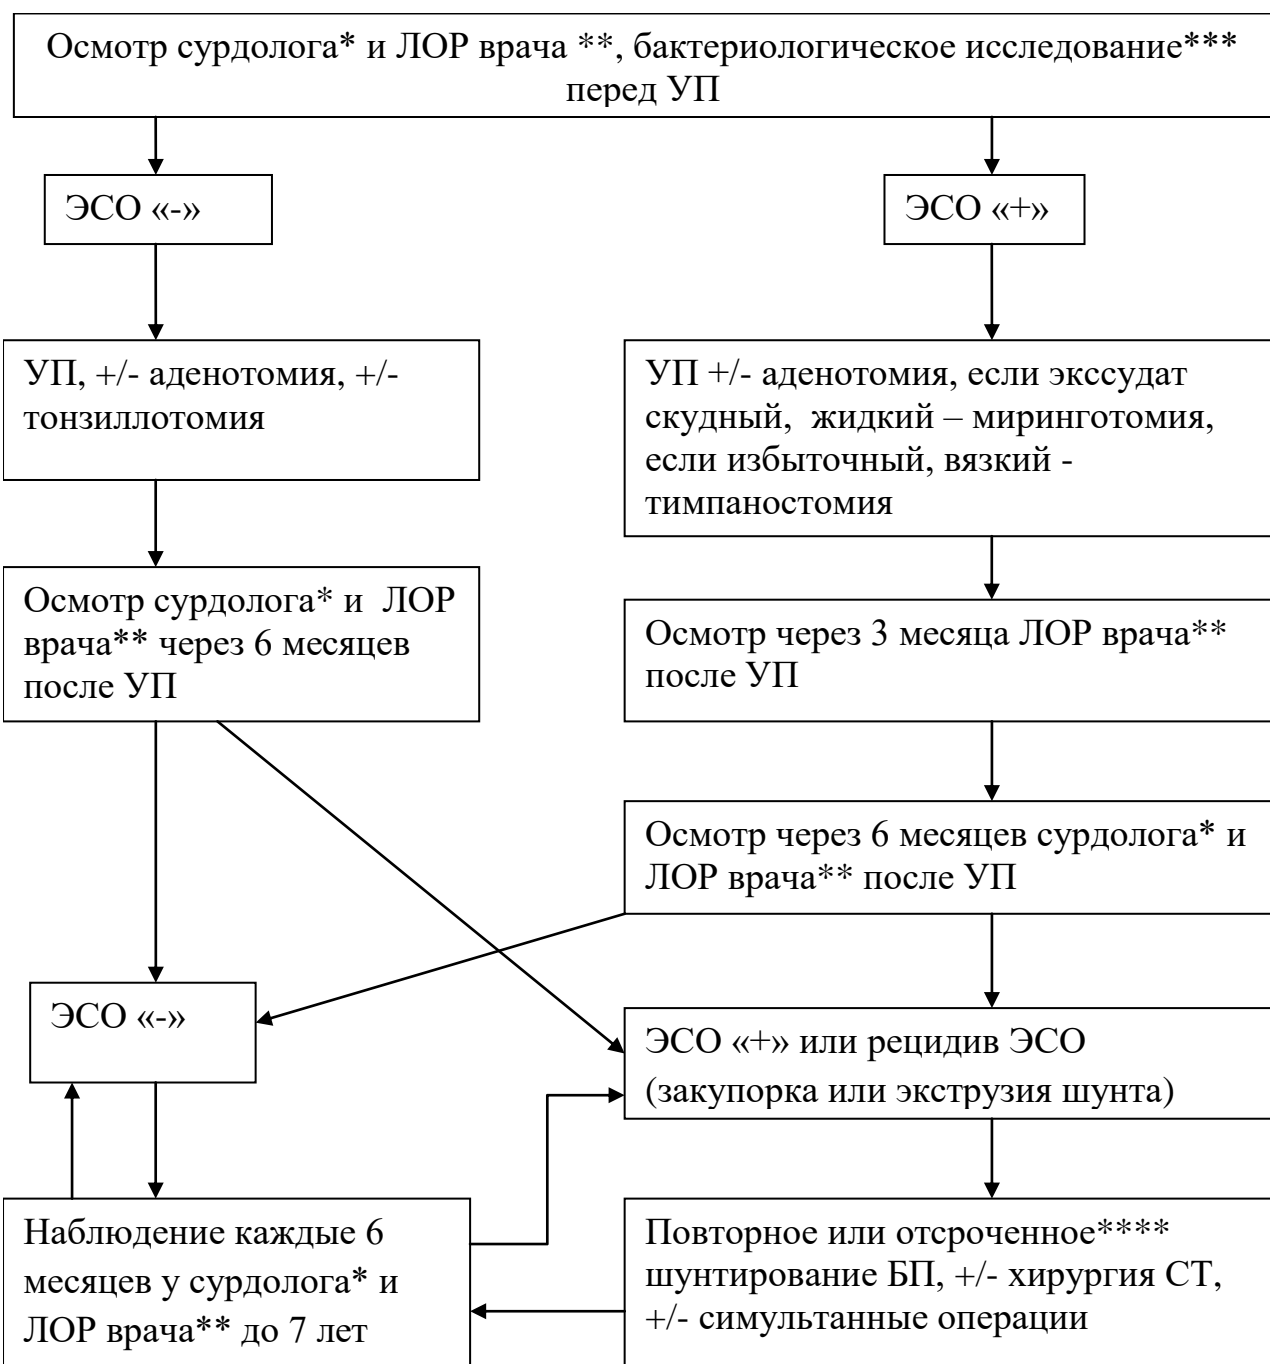 Осмотр сурдолога* и ЛОР врача **, бактериологическое исследование***
перед УП
ЭСО «-»
ЭСО «+»
УП, +/- аденотомия, +/-
тонзиллотомия
УП +/- аденотомия, если экссудат
скудный, жидкий – миринготомия,
если избыточный, вязкий -
тимпаностомия
Осмотр сурдолога* и ЛОР
врача** через 6 месяцев
после УП
Осмотр через 3 месяца ЛОР врача**
после УП
Осмотр через 6 месяцев сурдолога* и
ЛОР врача** после УП
ЭСО «-»
ЭСО «+» или рецидив ЭСО
(закупорка или экструзия шунта)
Наблюдение каждые 6
месяцев у сурдолога* и
ЛОР врача** до 7 лет
Повторное или отсроченное****
шунтирование БП, +/- хирургия СТ,
+/- симультанные операции